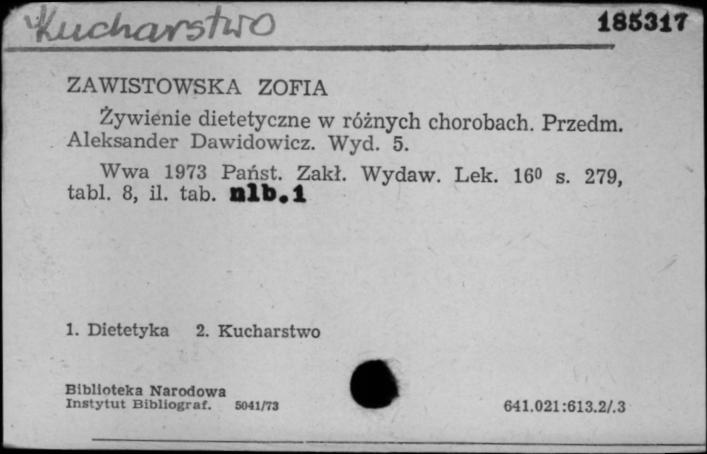 Kucharstwo 185317
ZAWISTOWSKA ZOFIA
Żywienie dietetyczne w różnych chorobach. Przedm.
Aleksander Dawidowicz. Wyd. 5.
Wwa 1973 Państ. Zakł. Wydaw. Lek. 16⁰ s. 279,
tabl. 8, il. tab. nlb.1
1. Dietetyka 2. Kucharstwo
Biblioteka Narodowa
Instytut Bibliograf. 5041/73 641.021:613.2/.3